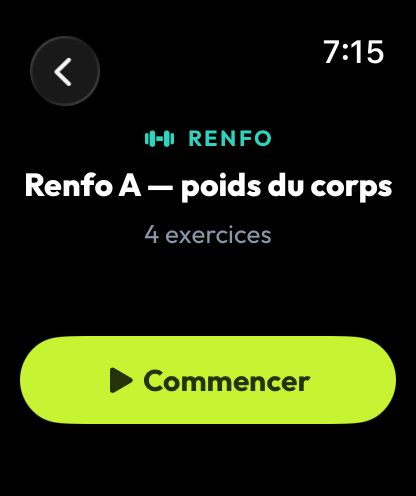 7:15
RENFO
Renfo A — poids du corps
4 exercices
Commencer